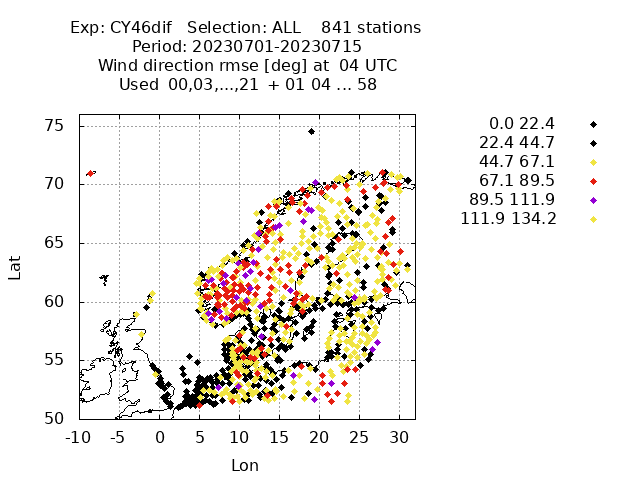 Exp: CY46dif   Selection: ALL    841 stations
Period: 20230701-20230715
Wind direction rmse [deg] at  04 UTC
Used  00,03,...,21  + 01 04 ... 58
0.0 22.4
22.4 44.7
44.7 67.1
67.1 89.5
89.5 111.9
111.9 134.2
75
70
65
60
55
50
Lat
-10 -5 0 5 10 15 20 25 30
Lon